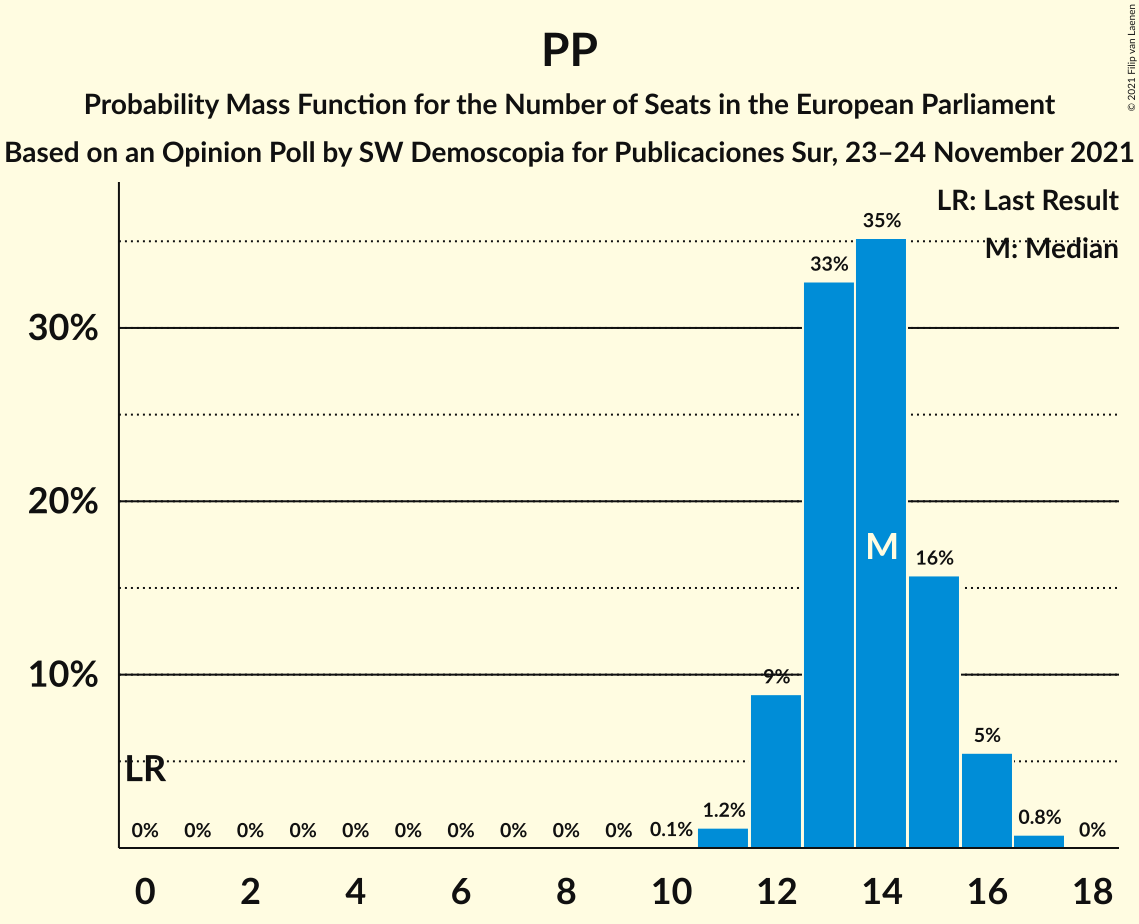 PP
Probability Mass Function for the Number of Seats in the European Parliament
Based on an Opinion Poll by SW Demoscopia for Publicaciones Sur, 23–24 November 2021
© 2021 Filip van Laenen
LR: Last Result
M: Median
35%
33%
30%
20%
M
16%
10%
9%
5%
LR
1.2%
0.8%
0% 0% 0% 0% 0% 0% 0% 0% 0% 0% 0.1% 0%
0 2 4 6 8 10 12 14 16 18